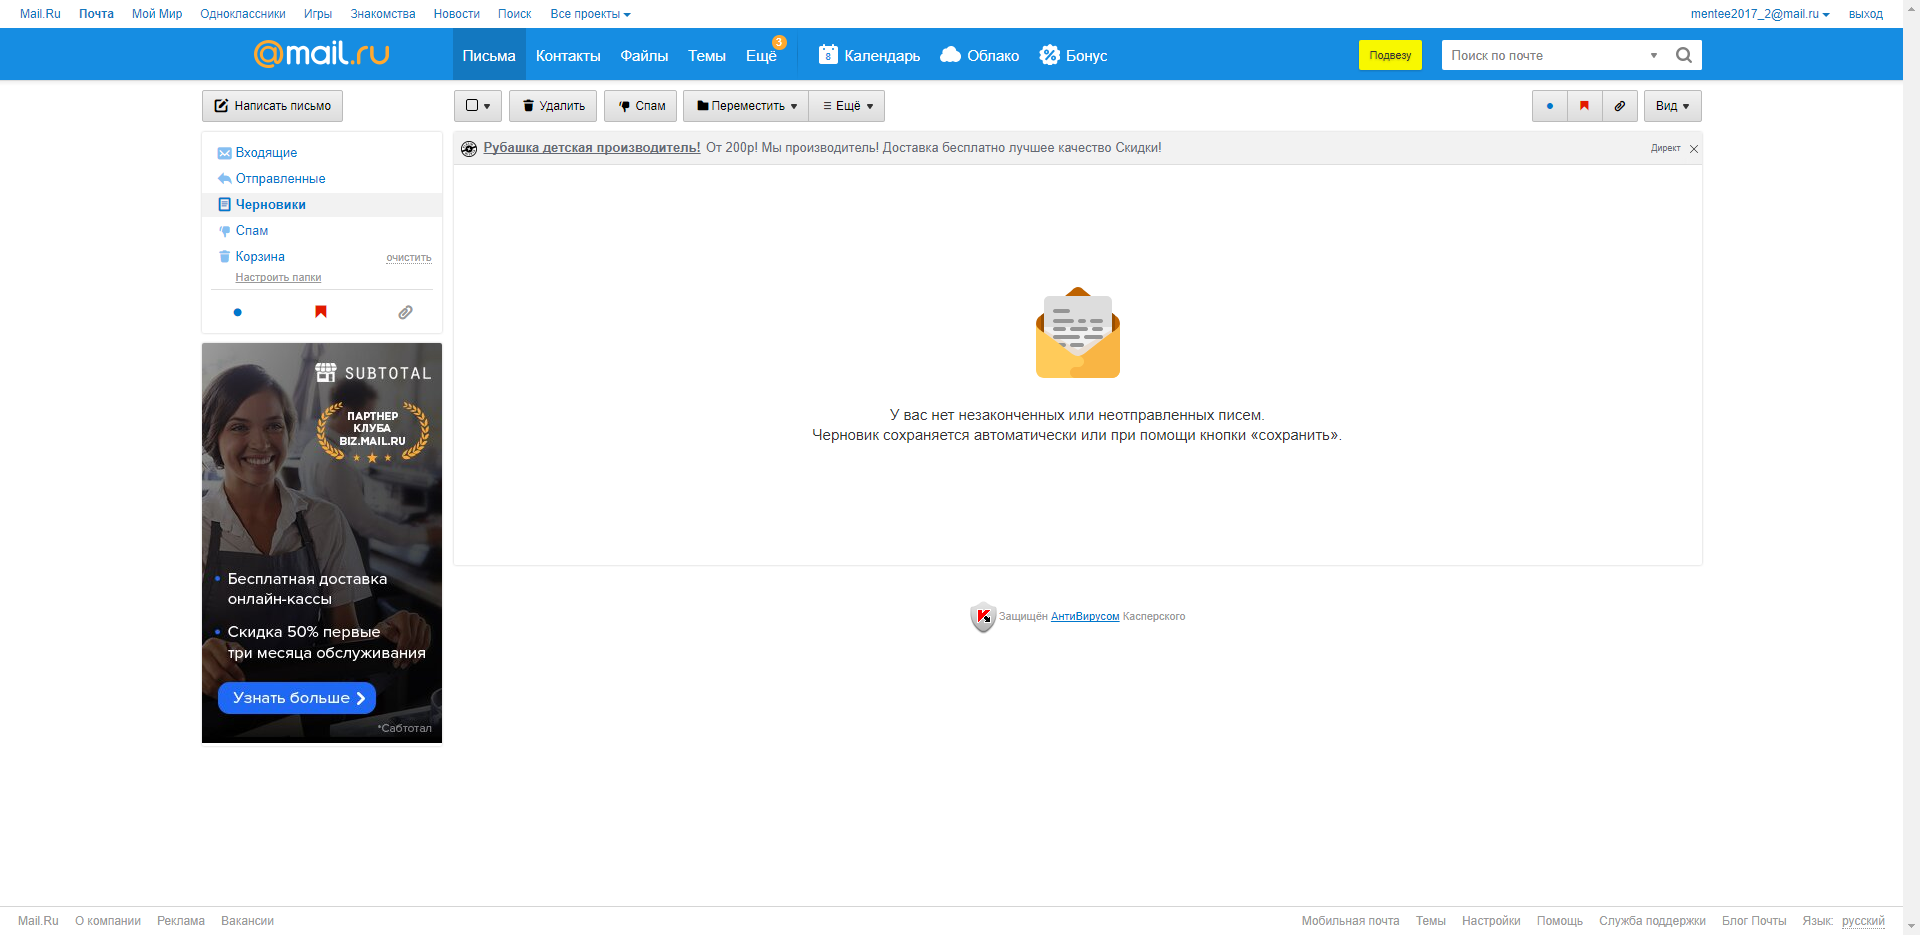 Mail.Ru Почта Мой Мир Одноклассники Игры Знакомства Новости Поиск Все проекты mentee2017_2@mail.ru выход
@mail.ru Письма Контакты Файлы Темы Ещё 3 8 Календарь Облако Бонус Подвезу Поиск по почте
Написать письмо Удалить Спам Переместить Ещё Вид
Рубашка детская производитель! От 200р! Мы производитель! Доставка бесплатно лучшее качество Скидки! Директ
Входящие
Отправленные
Черновики
Спам
Корзина очистить
Настроить папки
SUBTOTAL
ПАРТНЕР
КЛУБА
BIZ.MAIL.RU
Бесплатная доставка
онлайн-кассы
Скидка 50% первые
три месяца обслуживания
Узнать больше
*Сабтотал
У вас нет незаконченных или неотправленных писем.
Черновик сохраняется автоматически или при помощи кнопки «сохранить».
Защищён АнтиВирусом Касперского
Mail.Ru О компании Реклама Вакансии Мобильная почта Темы Настройки Помощь Служба поддержки Блог Почты Язык: русский